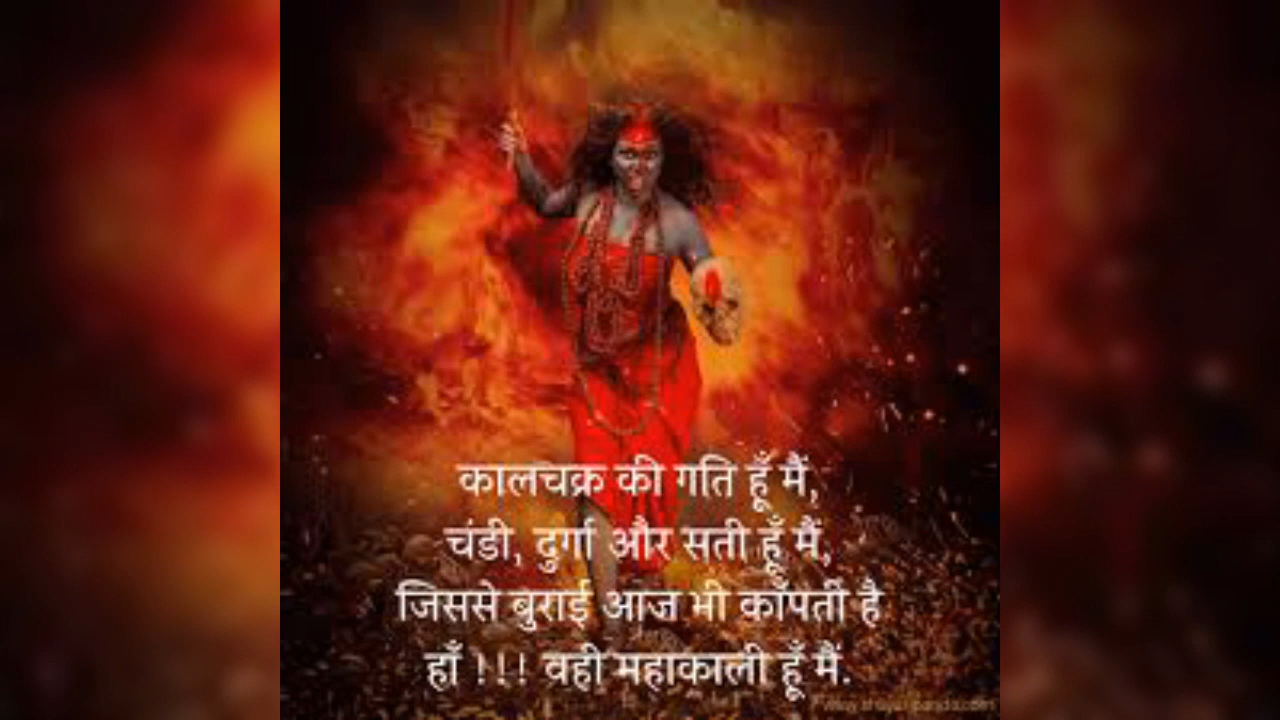 कालचक्र की गति हूँ मैं,
चंडी, दुर्गा और सती हूँ मैं,
जिससे बुराई आज भी काँपती है
हाँ !!! वही महाकाली हूँ मैं.